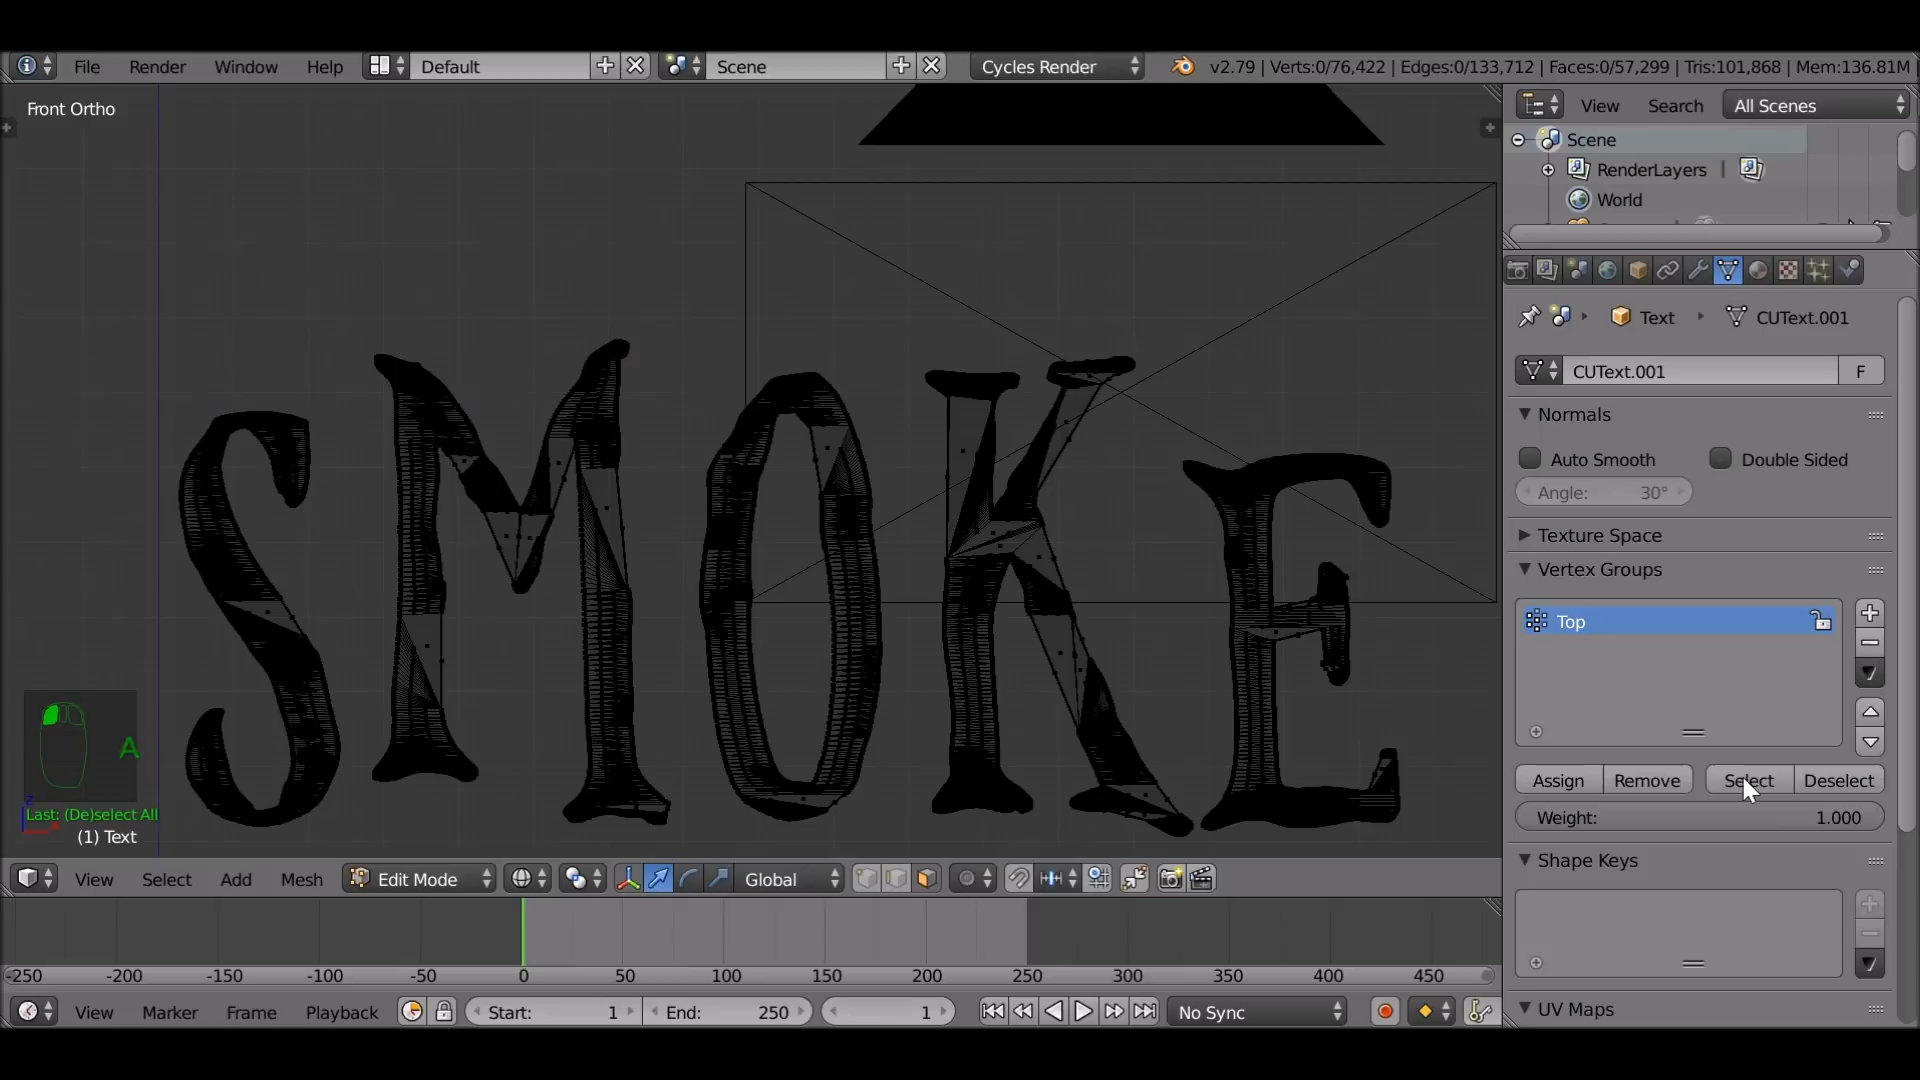 File Render Window Help Default Scene Cycles Render v2.79 | Verts:0/76,422 | Edges:0/133,712 | Faces:0/57,299 | Tris:101,868 | Mem:136.81M
Front Ortho
View Search All Scenes
Scene
RenderLayers
World
Text CUText.001
CUText.001 F
Normals
Auto Smooth Double Sided
Angle: 30°
Texture Space
Vertex Groups
Top
SMOKE
Assign Remove Select Deselect
Weight: 1.000
A
Last: (De)select All
(1) Text
Shape Keys
View Select Add Mesh Edit Mode Global
-250 -200 -150 -100 -50 0 50 100 150 200 250 300 350 400 450
View Marker Frame Playback Start: 1 End: 250 1 No Sync
UV Maps